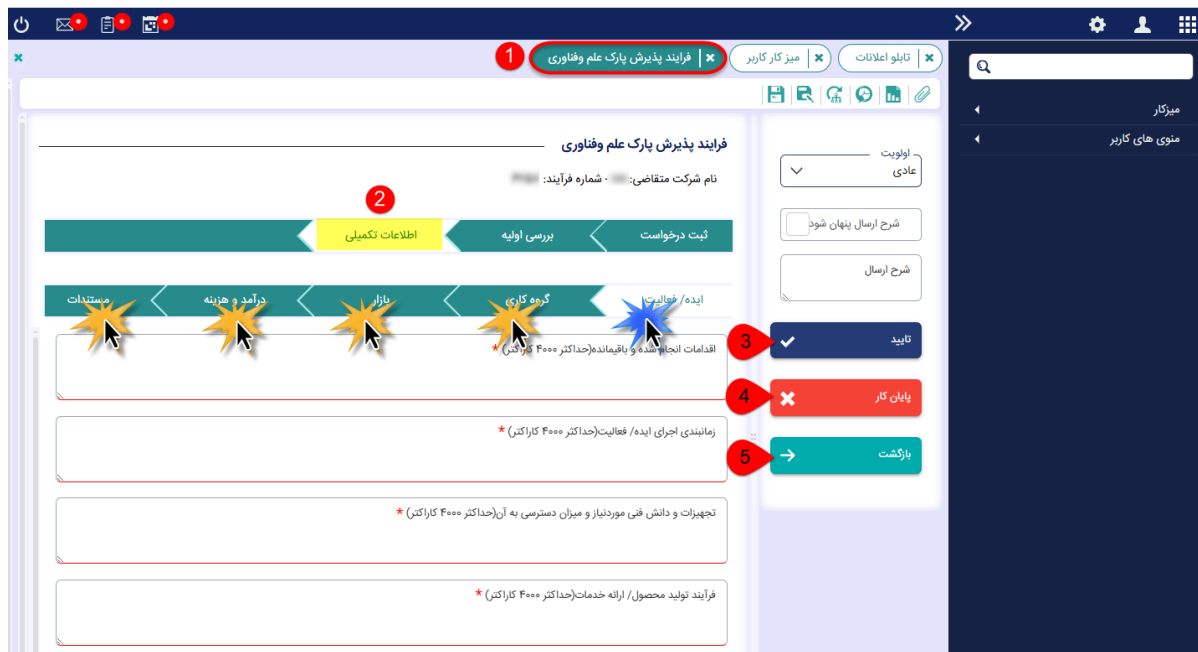 تابلو اعلانات
میز کار کاربر
فرایند پذیرش پارک علم وفناوری
1
میزکار
منوی های کاربر
اولویت
عادی
شرح ارسال پنهان شود
شرح ارسال
تایید
3
پایان کار
4
بازگشت
5
فرایند پذیرش پارک علم وفناوری
نام شرکت متقاضی: - شماره فرآیند:
2
ثبت درخواست
بررسی اولیه
اطلاعات تکمیلی
ایده/ فعالیت
گروه کاری
بازار
درآمد و هزینه
مستندات
اقدامات انجام شده و باقیمانده(حداکثر ۴۰۰۰ کاراکتر) *
زمانبندی اجرای ایده/ فعالیت(حداکثر ۴۰۰۰ کاراکتر) *
تجهیزات و دانش فنی موردنیاز و میزان دسترسی به آن(حداکثر ۴۰۰۰ کاراکتر) *
فرآیند تولید محصول/ ارائه خدمات(حداکثر ۴۰۰۰ کاراکتر) *